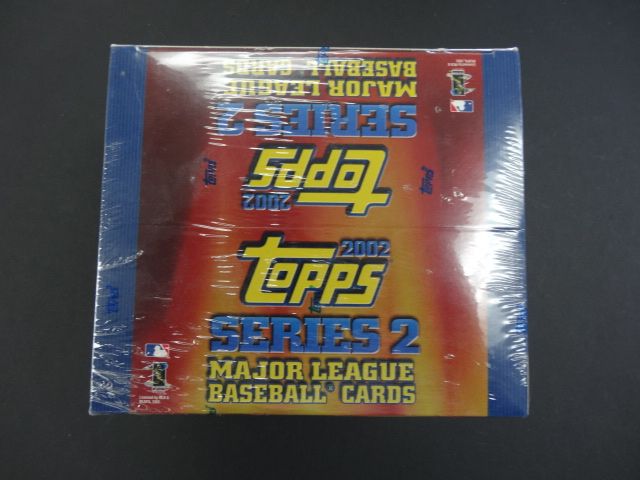 MAJOR LEAGUE
BASEBALL CARDS
SERIES 2
2002
Topps
2002
Topps
SERIES 2
MAJOR LEAGUE
BASEBALL CARDS